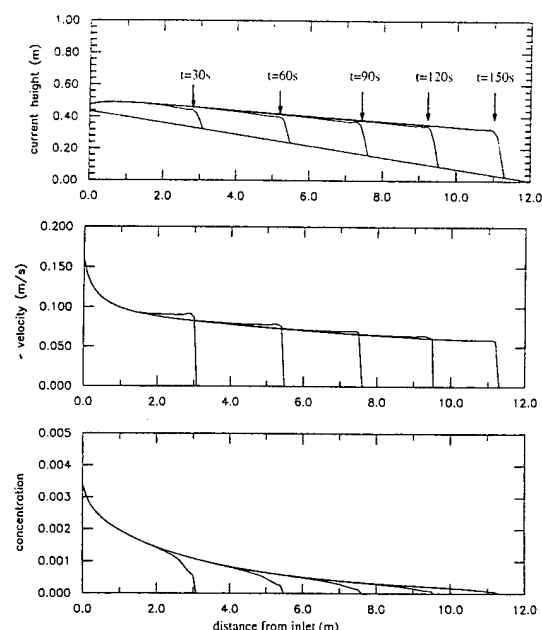 1.00
0.80
0.60
0.40
0.20
0.00
current height (m)
t=30s t=60s t=90s t=120s t=150s
0.0 2.0 4.0 6.0 8.0 10.0 12.0
0.200
0.150
0.100
0.050
0.000
velocity (m/s)
0.0 2.0 4.0 6.0 8.0 10.0 12.0
0.005
0.004
0.003
0.002
0.001
0.000
concentration
0.0 2.0 4.0 6.0 8.0 10.0 12.0
distance from inlet (m)